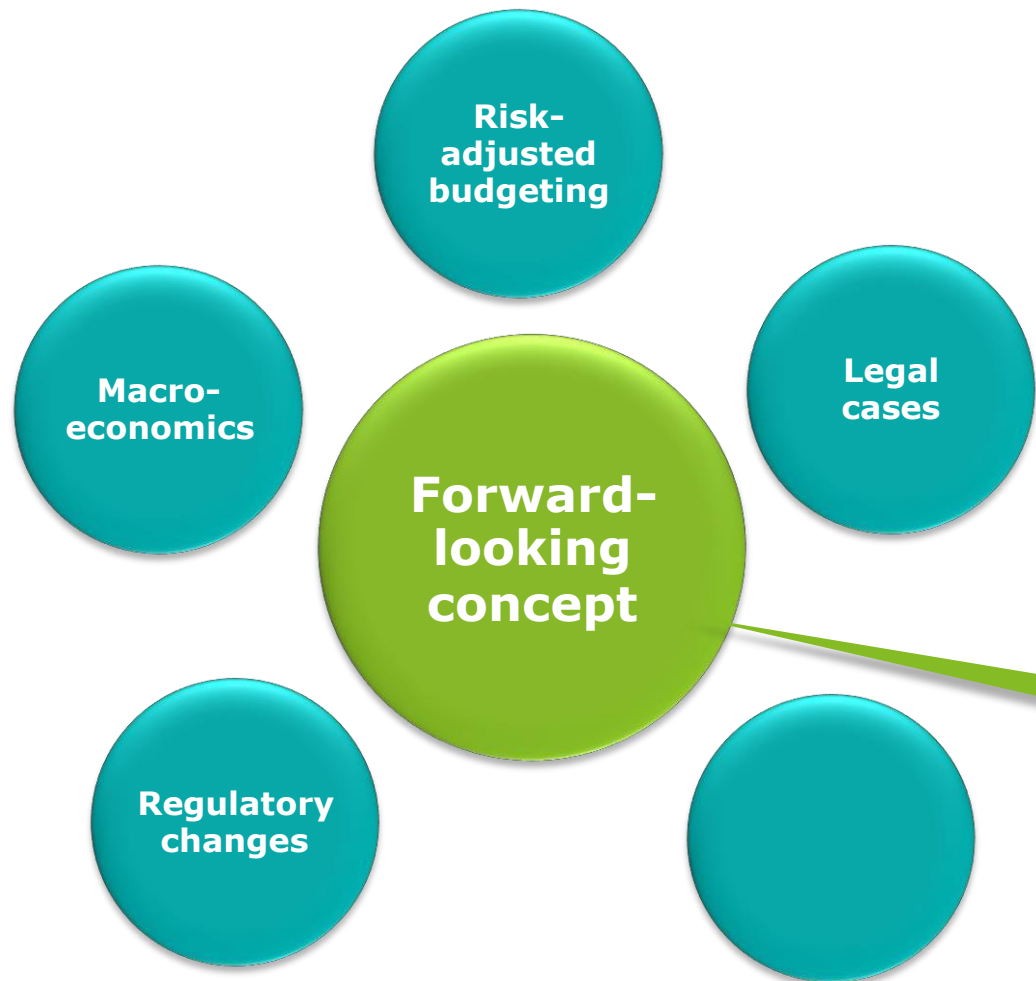 Risk-
adjusted
budgeting
Macro-
economics
Legal
cases
Forward-
looking
concept
Regulatory
changes